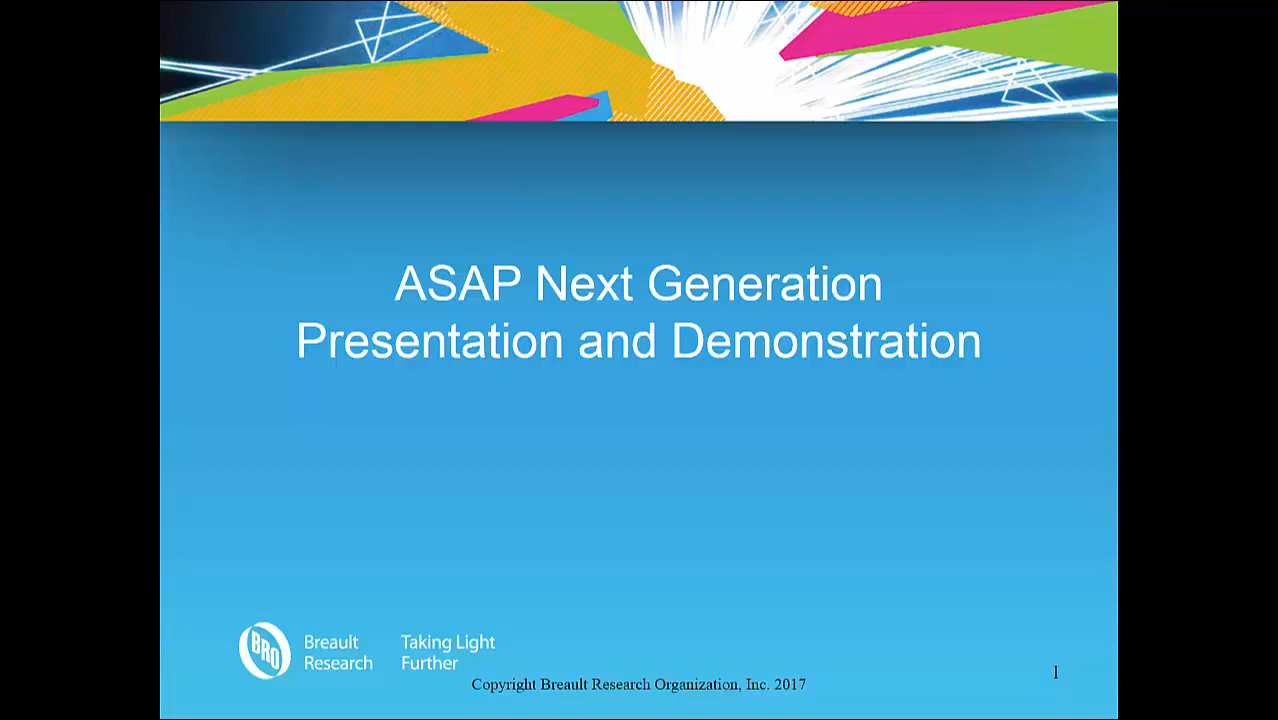 ASAP Next Generation
Presentation and Demonstration
BRO
Breault
Research
Taking Light
Further
Copyright Breault Research Organization, Inc. 2017
1